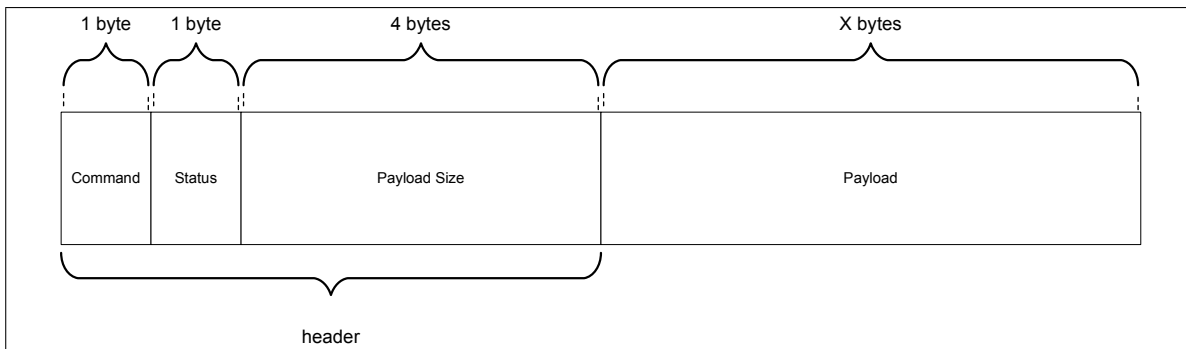 1 byte 1 byte 4 bytes X bytes
Command Status Payload Size Payload
header